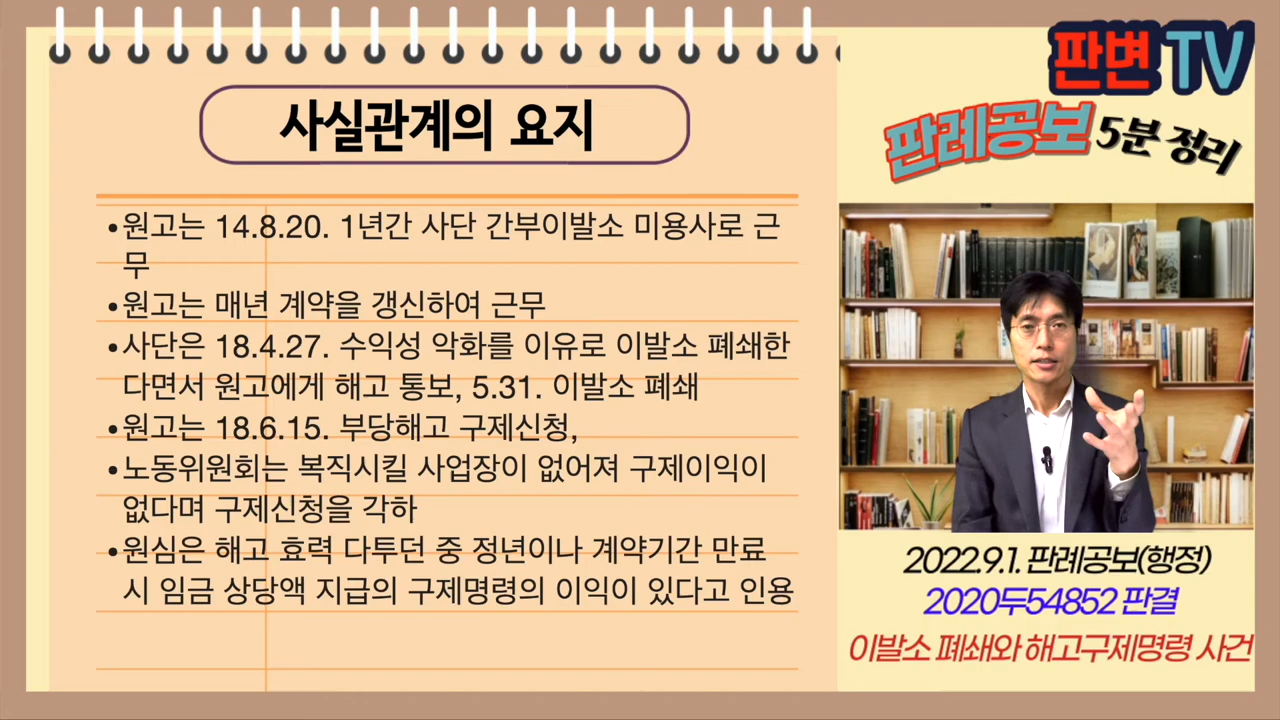 사실관계의 요지
•원고는 14.8.20. 1년간 사단 간부이발소 미용사로 근
무
•원고는 매년 계약을 갱신하여 근무
•사단은 18.4.27. 수익성 악화를 이유로 이발소 폐쇄한
다면서 원고에게 해고 통보, 5.31. 이발소 폐쇄
•원고는 18.6.15. 부당해고 구제신청,
•노동위원회는 복직시킬 사업장이 없어져 구제이익이
없다며 구제신청을 각하
•원심은 해고 효력 다투던 중 정년이나 계약기간 만료
시 임금 상당액 지급의 구제명령의 이익이 있다고 인용
판변 TV
판례공보 5분 정리
2022.9.1. 판례공보(행정)
2020두54852 판결
이발소 폐쇄와 해고구제명령 사건